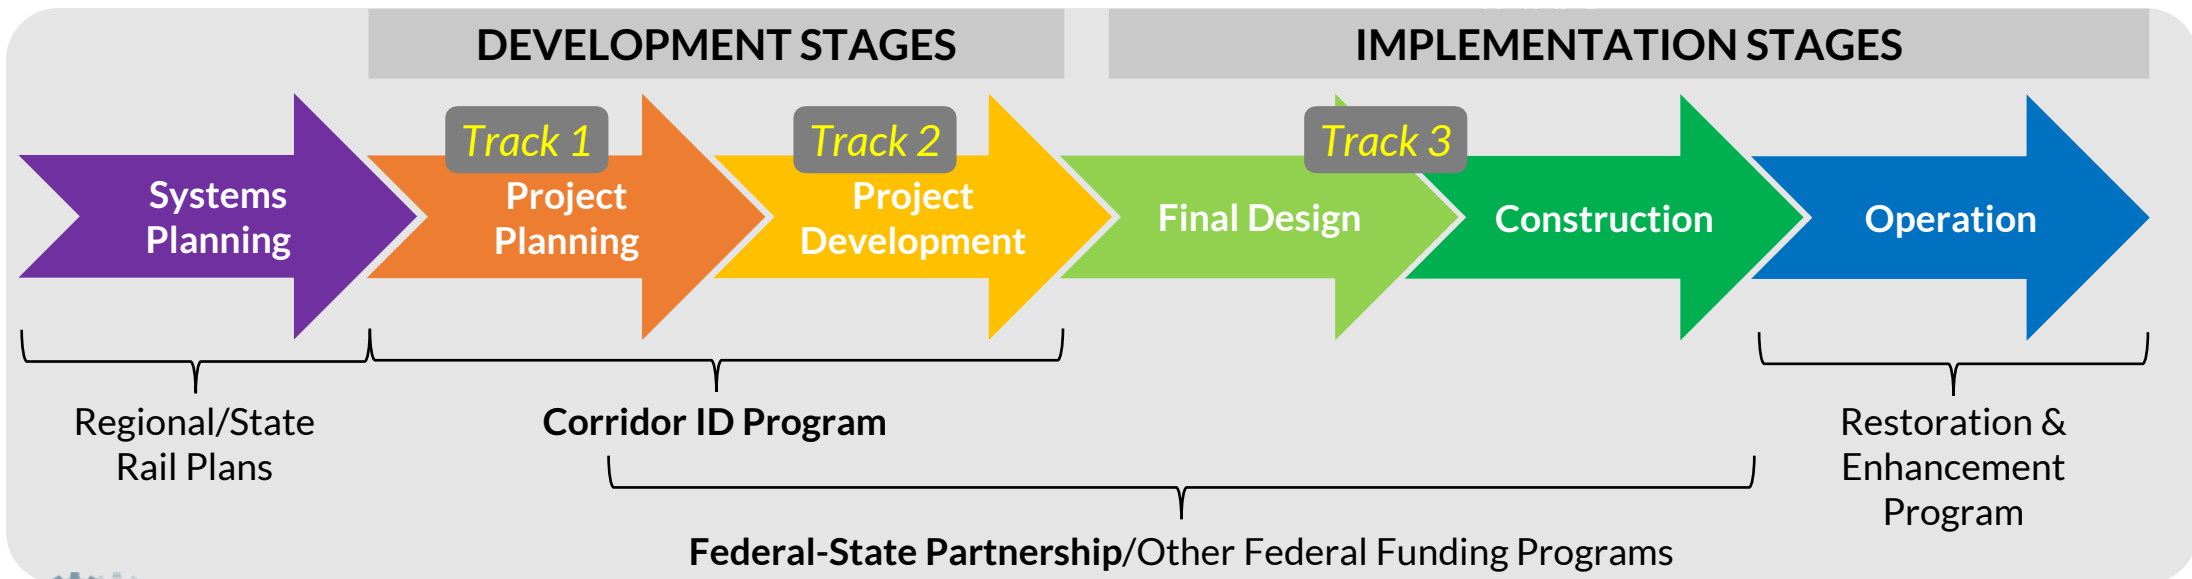 DEVELOPMENT STAGES
IMPLEMENTATION STAGES
Track 1
Track 2
Track 3
Systems
Planning
Project
Planning
Project
Development
Final Design
Construction
Operation
Regional/State
Rail Plans
Corridor ID Program
Restoration &
Enhancement
Program
Federal-State Partnership/Other Federal Funding Programs